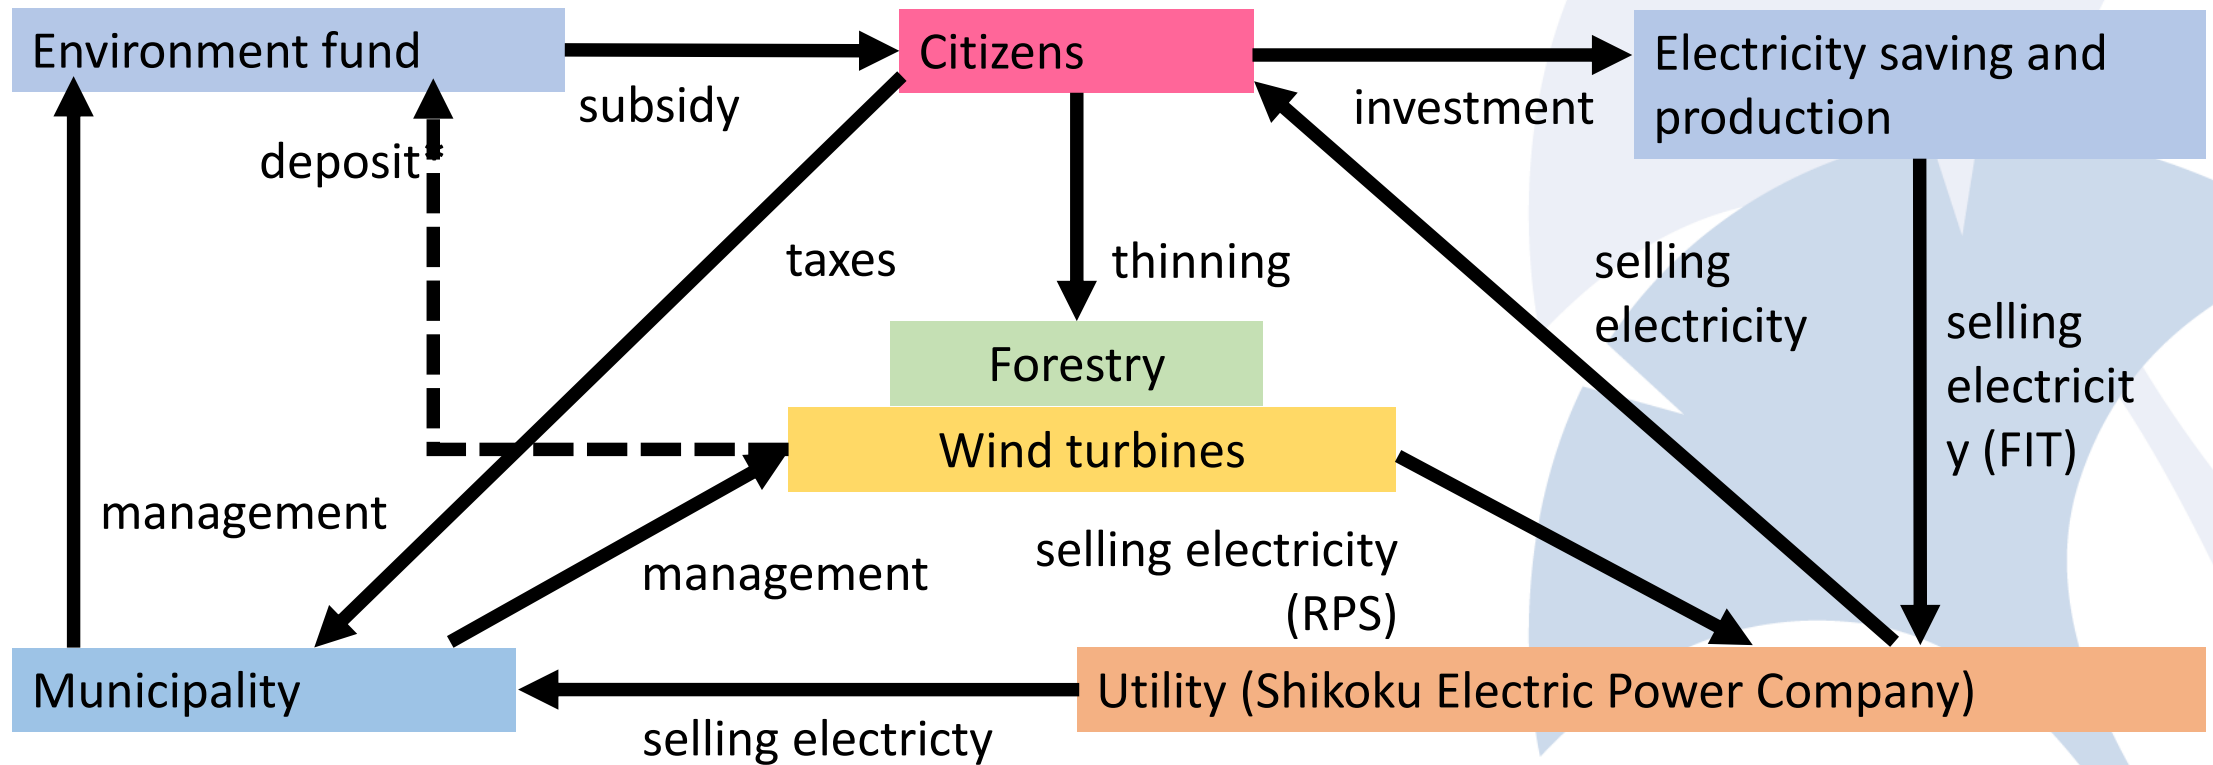 Environment fund
Citizens
Electricity saving and
production
subsidy
investment
deposit*
taxes
thinning
selling
electricity
selling
electricit
y (FIT)
Forestry
Wind turbines
management
management
selling electricity
(RPS)
Municipality
Utility (Shikoku Electric Power Company)
selling electricty